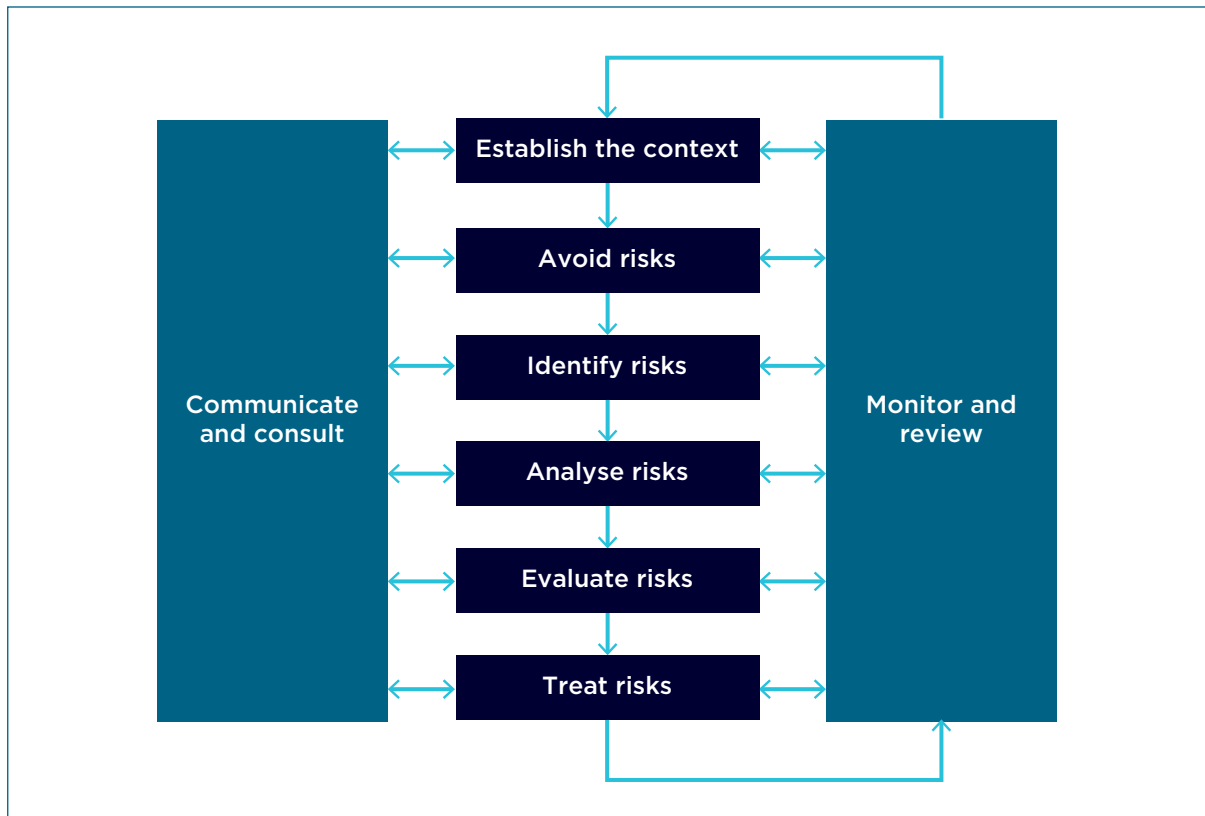 Establish the context
Avoid risks
Identify risks
Communicate
and consult
Monitor and
review
Analyse risks
Evaluate risks
Treat risks